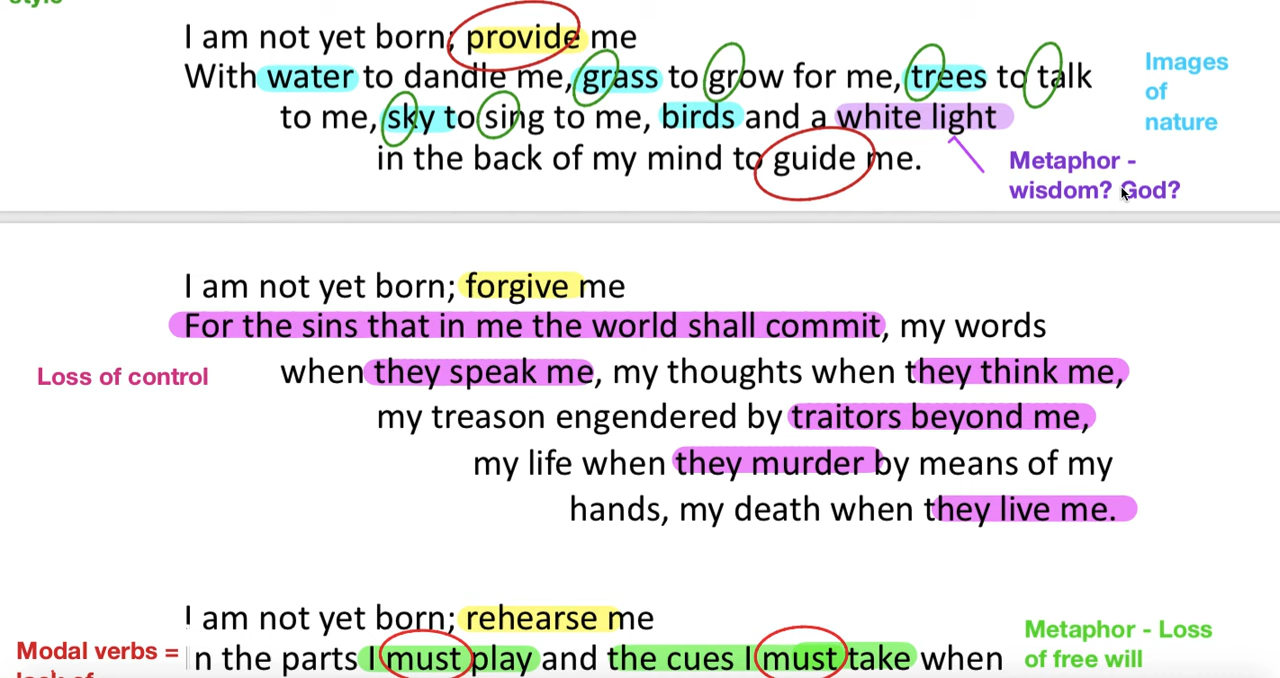 style
I am not yet born; provide me
With water to dandle me, grass to grow for me, trees to talk
to me, sky to sing to me, birds and a white light
in the back of my mind to guide me.
Images
of
nature
Metaphor -
wisdom? God?
I am not yet born; forgive me
For the sins that in me the world shall commit, my words
when they speak me, my thoughts when they think me,
my treason engendered by traitors beyond me,
my life when they murder by means of my
hands, my death when they live me.
Loss of control
I am not yet born; rehearse me
In the parts I must play and the cues I must take when
Modal verbs =
lack of
Metaphor - Loss
of free will